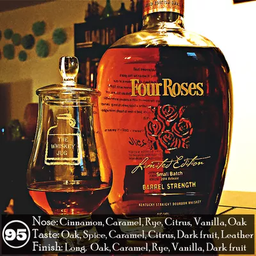 Four Roses
Limited Edition
Small Batch
BARREL STRENGTH
KENTUCKY STRAIGHT BOURBON WHISKEY
THE
WHISKEY
JUG
95
Nose: Cinnamon, Caramel, Rye, Citrus, Vanilla, Oak
Taste: Oak, Spice, Caramel, Citrus, Dark fruit, Leather
Finish: Long. Oak, Caramel, Rye, Vanilla, Dark fruit